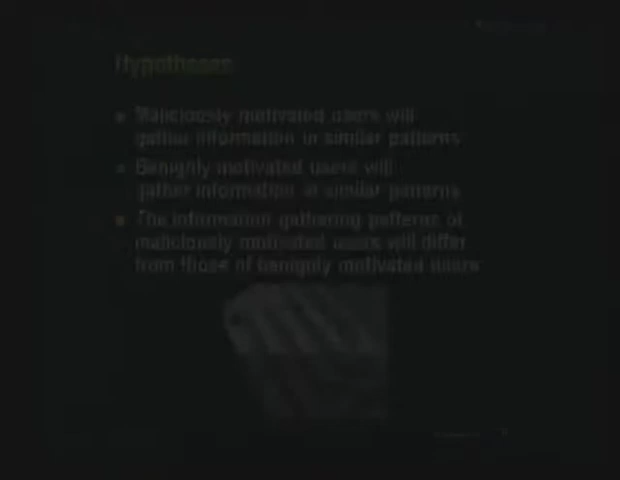 Hypotheses
Maliciously motivated users will
gather information in similar patterns
Benignly motivated users will
gather information in similar patterns
The information gathering patterns of
maliciously motivated users will differ
from those of benignly motivated users